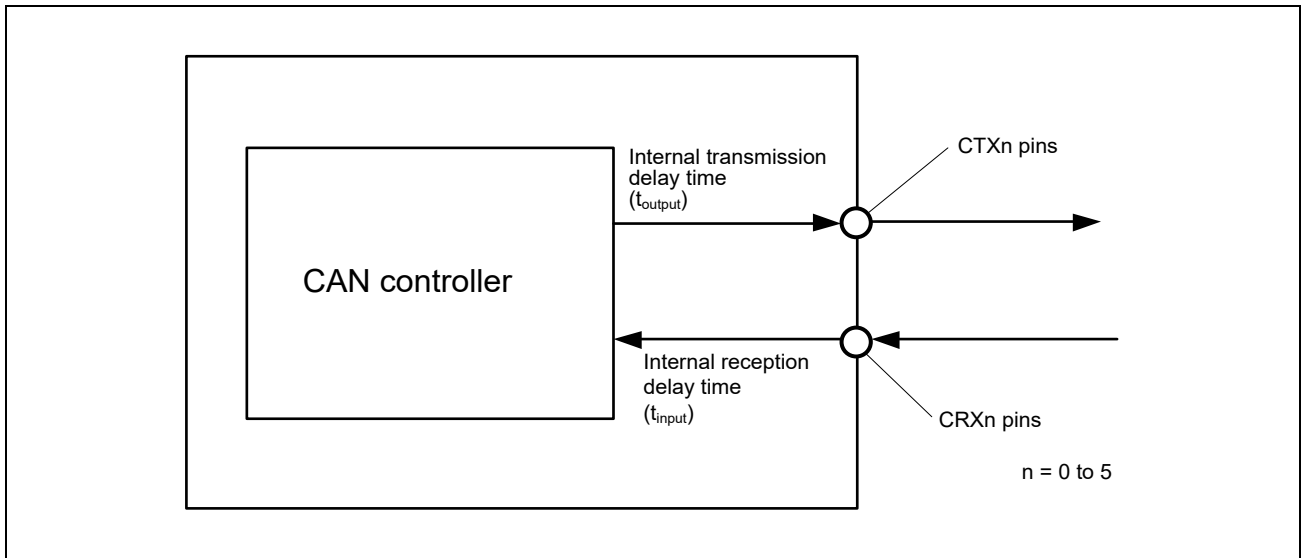 Internal transmission
delay time
(toutput)
CTXn pins
CAN controller
Internal reception
delay time
(tinput)
CRXn pins
n = 0 to 5